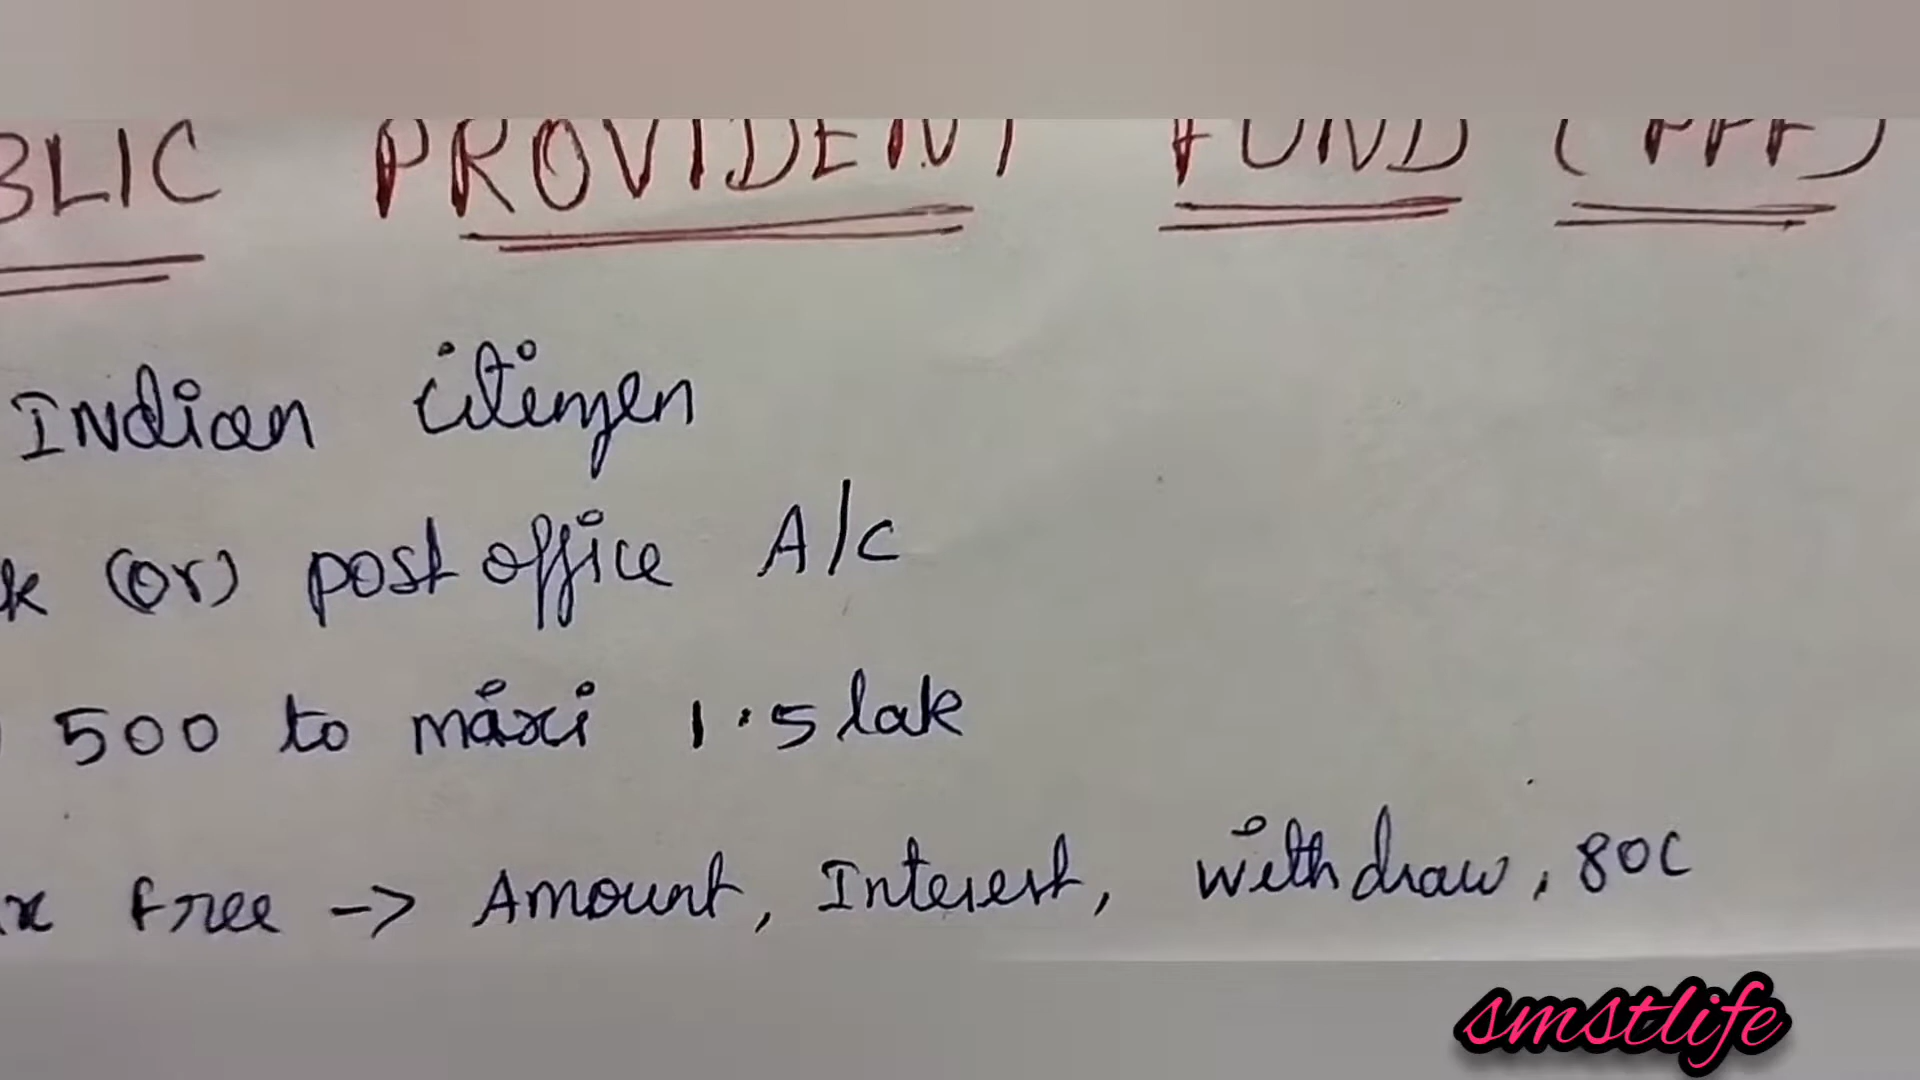 BLIC PROVIDENT FUND (PPF)
Indian citizen
k (or) post office A/C
500 to maxi 1.5 lak
x free -> Amount, Interest, withdraw, 80C
smstlife